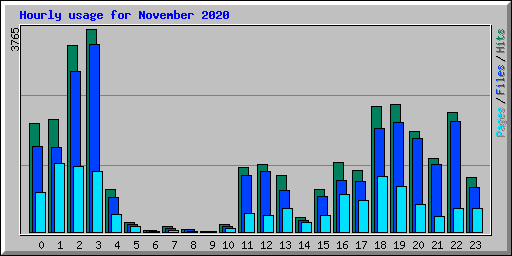 Hourly usage for November 2020
3765
Pages / Files / Hits
0 1 2 3 4 5 6 7 8 9 10 11 12 13 14 15 16 17 18 19 20 21 22 23